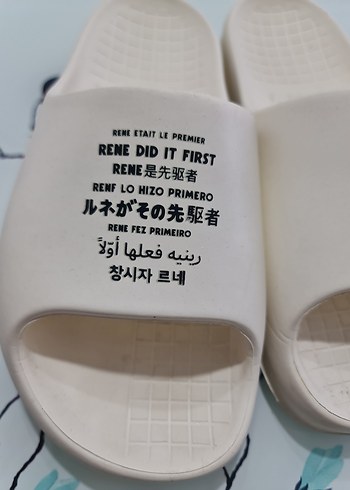 RENE ETAIT LE PREMIER
RENE DID IT FIRST
RENE是先驱者
RENF LO HIZO PRIMERO
ルネがその先駆者
RENE FEZ PRIMEIRO
رينيه فعلها أوّلاً
창시자 르네